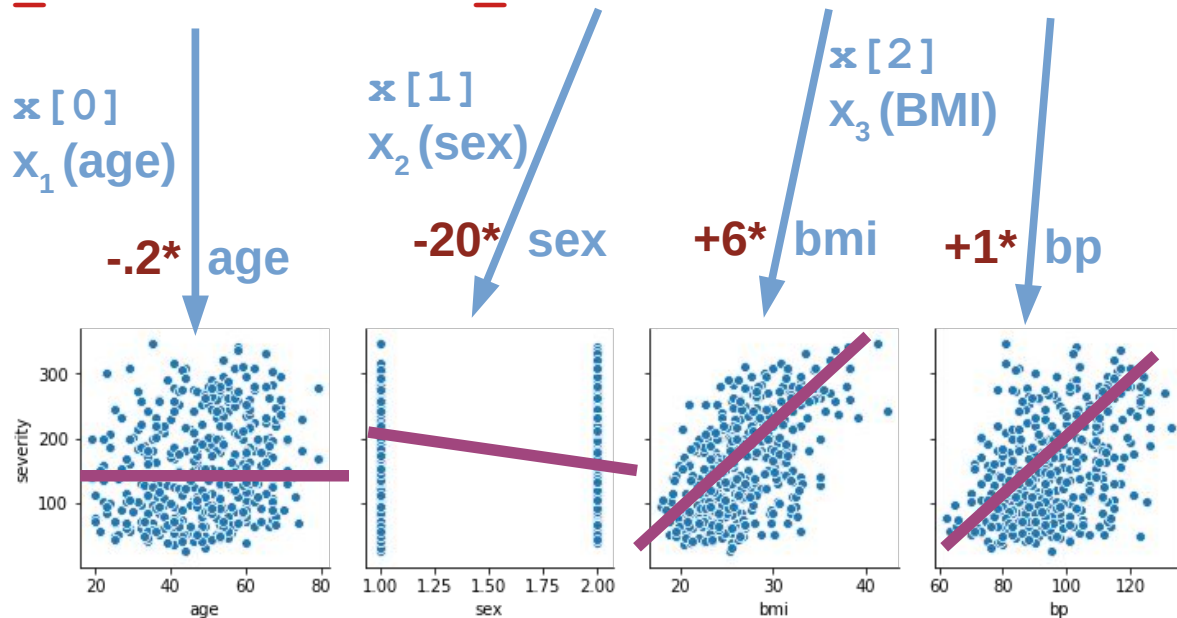 x[0]
x1 (age)
x[1]
x2 (sex)
x[2]
x3 (BMI)
-.2* age
-20* sex
+6* bmi
+1* bp
severity
300
200
100
20 40 60 80
age
1.00 1.25 1.50 1.75 2.00
sex
20 30 40
bmi
60 80 100 120
bp